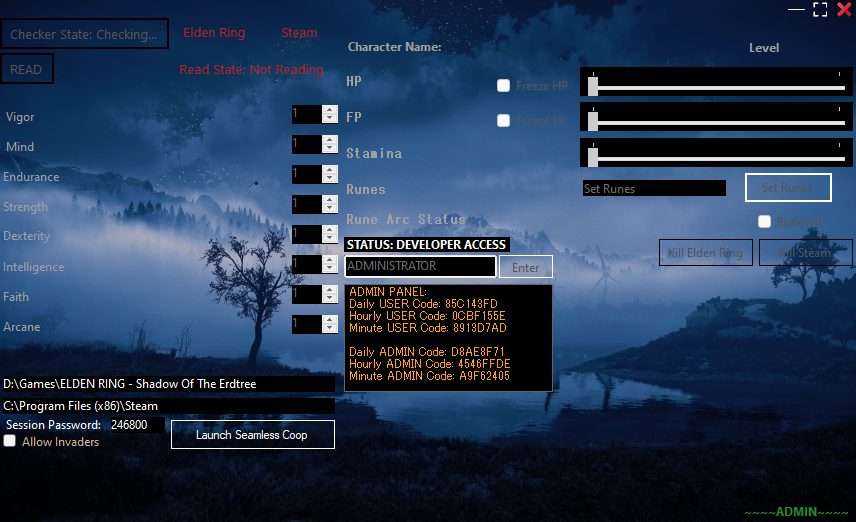 Checker State: Checking... Elden Ring Steam
Character Name: Level
READ Read State: Not Reading
HP Freeze HP
Vigor 1 FP Freeze FP
Mind 1 Stamina
Endurance 1 Runes Set Runes Set Runes
Strength 1 Rune Arc Status Rune Arc
Dexterity 1 STATUS: DEVELOPER ACCESS Kill Elden Ring Kill Steam
Intelligence 1 ADMINISTRATOR Enter
Faith 1
Arcane 1
ADMIN PANEL:
Daily USER Code: 85C143FD
Hourly USER Code: 0CBF155E
Minute USER Code: 8913D7AD
Daily ADMIN Code: D8AE8F71
Hourly ADMIN Code: 4546FFDE
Minute ADMIN Code: A9F62405
D:\Games\ELDEN RING - Shadow Of The Erdtree
C:\Program Files (x86)\Steam
Session Password: 246800
Allow Invaders Launch Seamless Coop
~~~~ADMIN~~~~